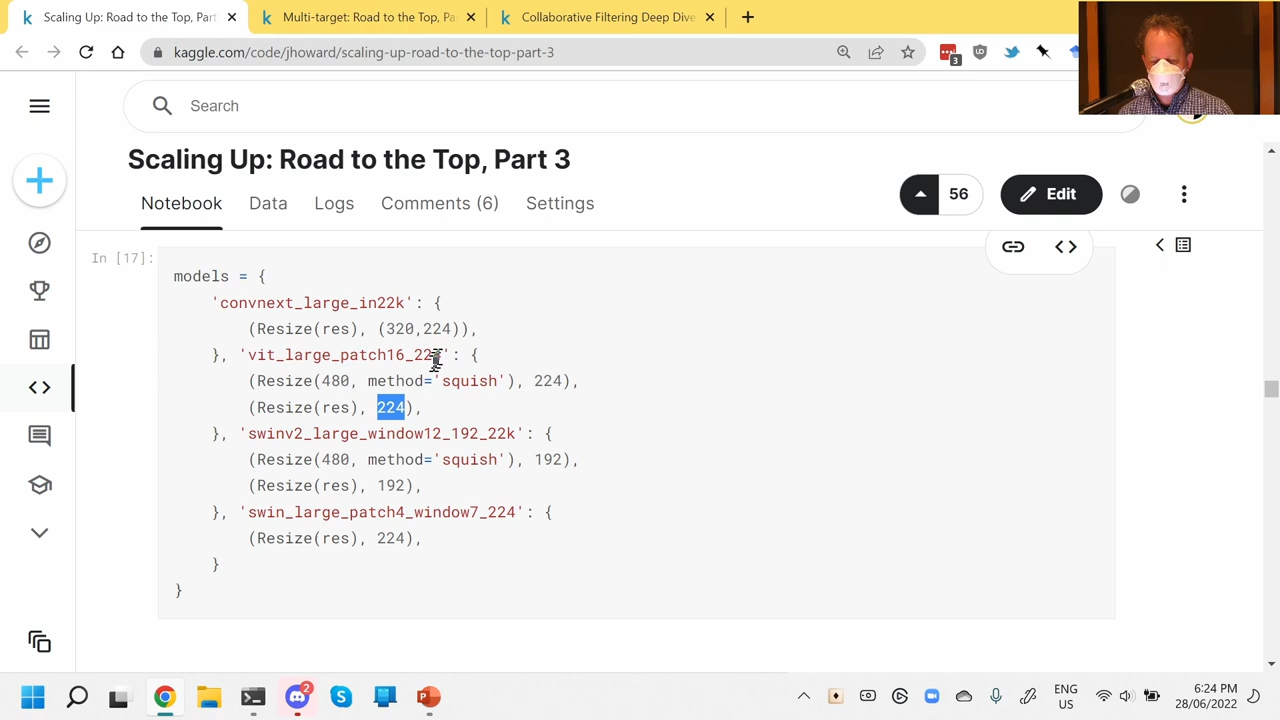 Scaling Up: Road to the Top, Part
Multi-target: Road to the Top, Pa
Collaborative Filtering Deep Dive
kaggle.com/code/jhoward/scaling-up-road-to-the-top-part-3
3
Search
Scaling Up: Road to the Top, Part 3
Notebook Data Logs Comments (6) Settings
56
Edit
In [17]:
models = {
    'convnext_large_in22k': {
        (Resize(res), (320,224)),
    }, 'vit_large_patch16_224': {
        (Resize(480, method='squish'), 224),
        (Resize(res), 224),
    }, 'swinv2_large_window12_192_22k': {
        (Resize(480, method='squish'), 192),
        (Resize(res), 192),
    }, 'swin_large_patch4_window7_224': {
        (Resize(res), 224),
    }
}
2
ENG
US
6:24 PM
28/06/2022